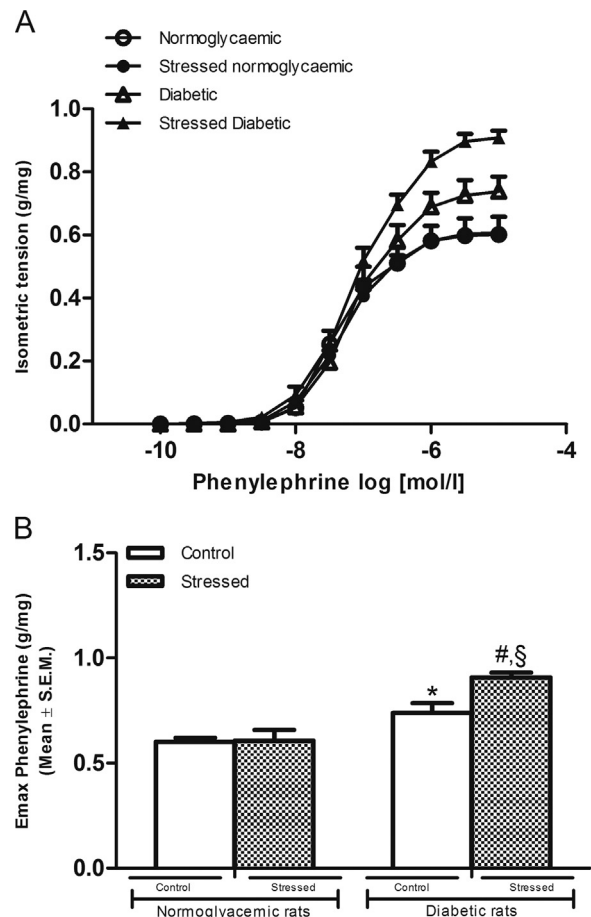 A
Normoglycaemic
Stressed normoglycaemic
Diabetic
Stressed Diabetic
Isometric tension (g/mg)
1.0
0.8
0.6
0.4
0.2
0.0
-10
-8
-6
-4
Phenylephrine log [mol/l]
B
Control
Stressed
Emax Phenylephrine (g/mg)
(Mean ± S.E.M.)
1.5
1.0
0.5
0.0
*
#,§
Control
Stressed
Control
Stressed
Normoglyacemic rats
Diabetic rats